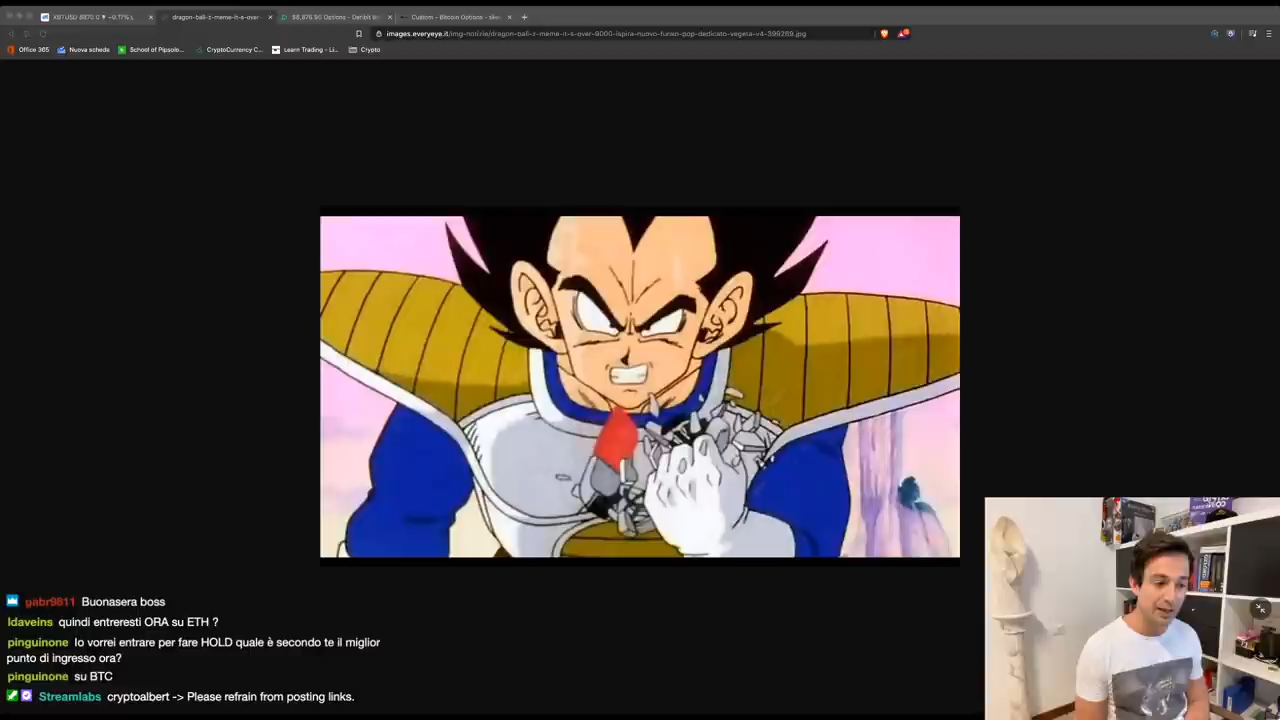 XBTUSD 8870.0 ▼ −0.17% L
dragon-ball-z-meme-it-s-over-
$8,876.90 Options – Deribit B
Custom – Bitcoin Options – 
images.everyeye.it/img-notizie/dragon-ball-z-meme-it-s-over-9000-ispira-nuovo-funko-pop-dedicato-vegeta-v4-399269.jpg
Office 365 Nuova scheda School of Pipsolo... CryptoCurrency C... Learn Trading - Li... Crypto
gabr9811 Buonasera boss
ldaveins quindi entreresti ORA su ETH ?
pinguinone Io vorrei entrare per fare HOLD quale è secondo te il miglior
punto di ingresso ora?
pinguinone su BTC
Streamlabs cryptoalbert -> Please refrain from posting links.